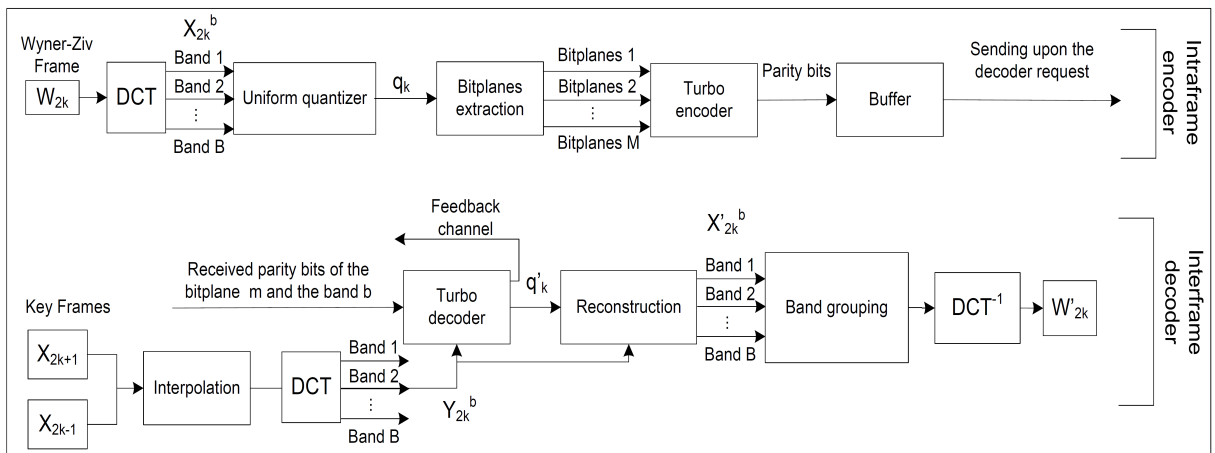 Wyner-Ziv
Frame
W2k
DCT
X2k^b
Band 1
Band 2
⋮
Band B
Uniform quantizer
qk
Bitplanes
extraction
Bitplanes 1
Bitplanes 2
⋮
Bitplanes M
Turbo
encoder
Parity bits
Buffer
Sending upon the
decoder request
Intraframe
encoder
Feedback
channel
Received parity bits of the
bitplane m and the band b
Turbo
decoder
q'k
Reconstruction
X'2k^b
Band 1
Band 2
⋮
Band B
Band grouping
DCT-1
W'2k
Interframe
decoder
Key Frames
X2k+1
X2k-1
Interpolation
DCT
Band 1
Band 2
⋮
Band B
Y2k^b